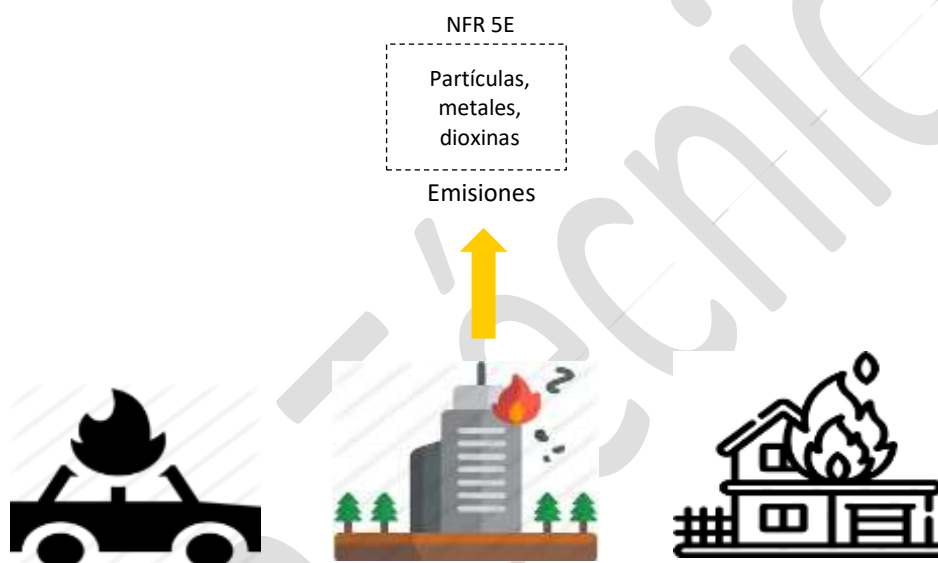 NFR 5E
Partículas,
metales,
dioxinas
Emisiones